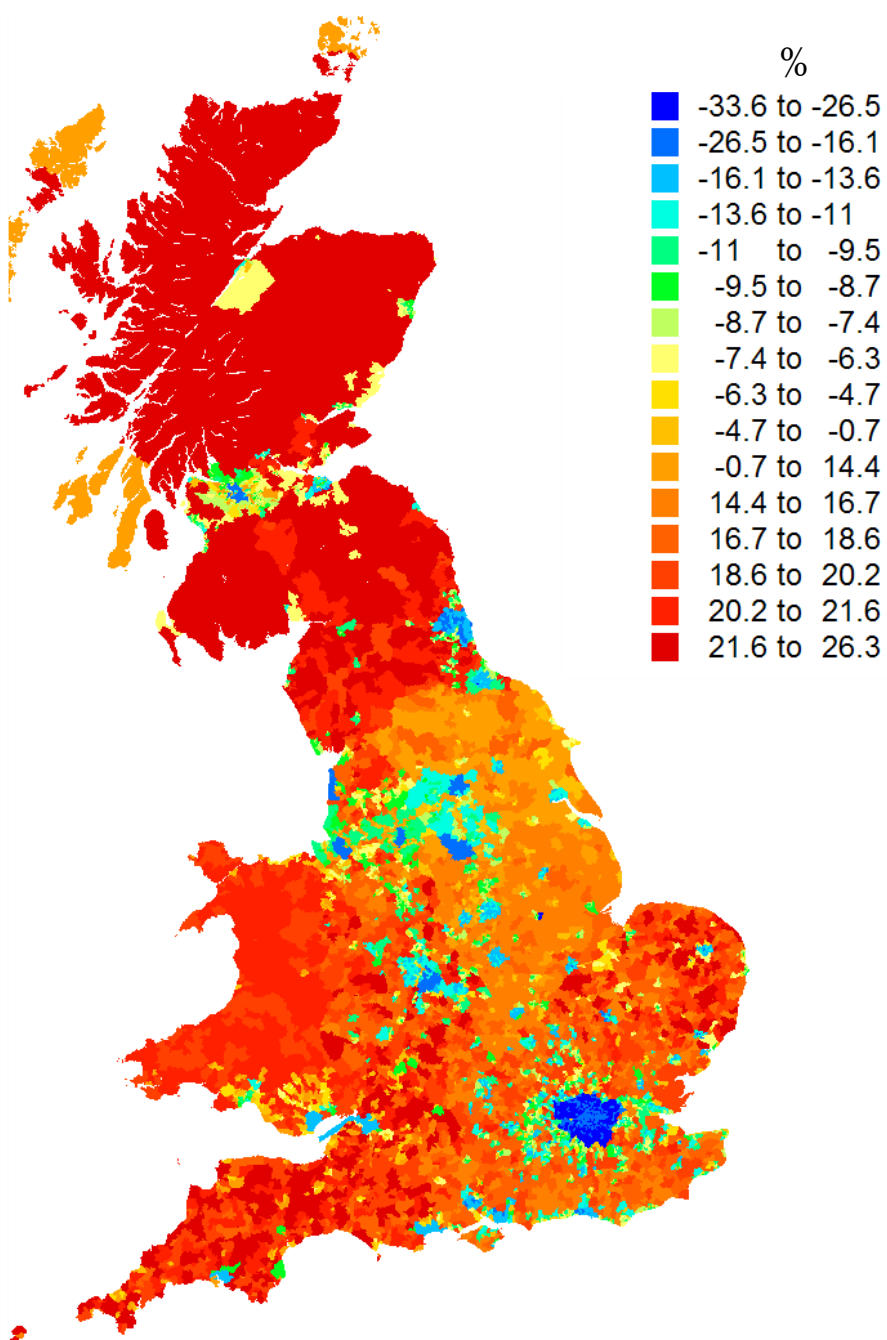 %
-33.6 to -26.5
-26.5 to -16.1
-16.1 to -13.6
-13.6 to -11
-11 to -9.5
-9.5 to -8.7
-8.7 to -7.4
-7.4 to -6.3
-6.3 to -4.7
-4.7 to -0.7
-0.7 to 14.4
14.4 to 16.7
16.7 to 18.6
18.6 to 20.2
20.2 to 21.6
21.6 to 26.3